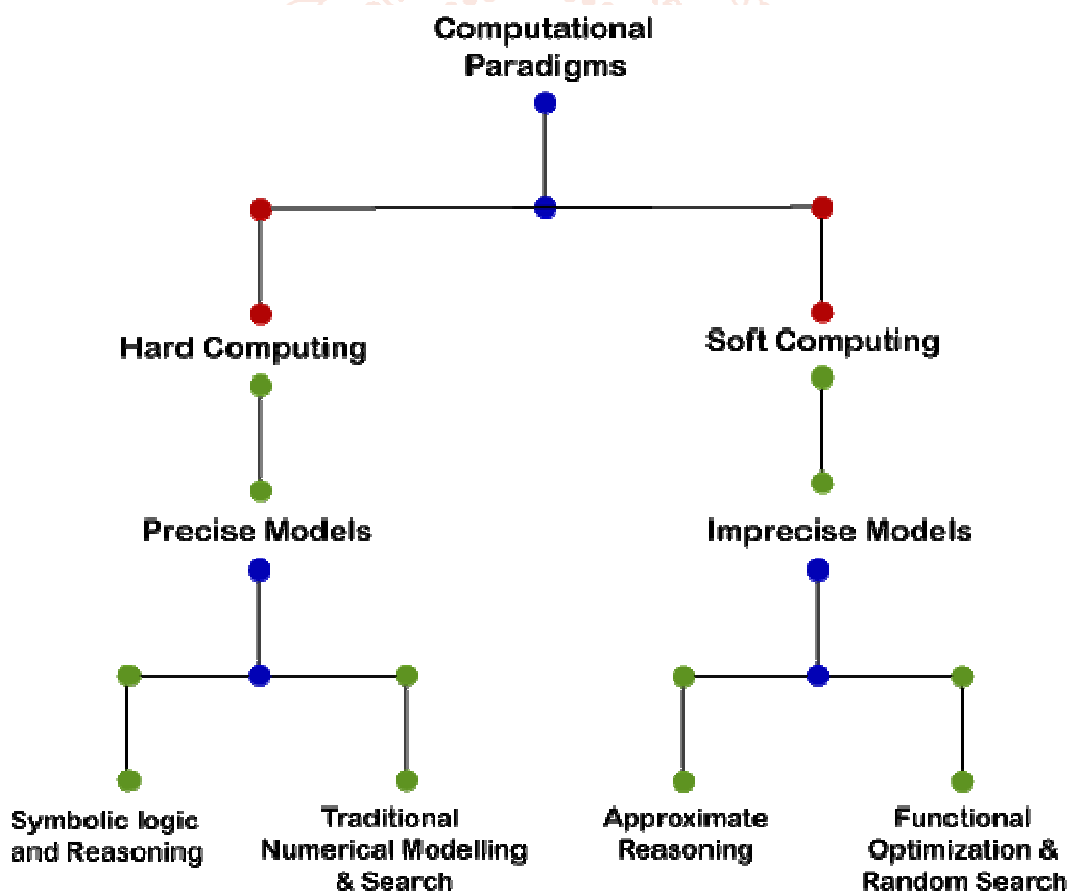 Computational
Paradigms
Hard Computing
Soft Computing
Precise Models
Imprecise Models
Symbolic logic
and Reasoning
Traditional
Numerical Modelling
& Search
Approximate
Reasoning
Functional
Optimization &
Random Search